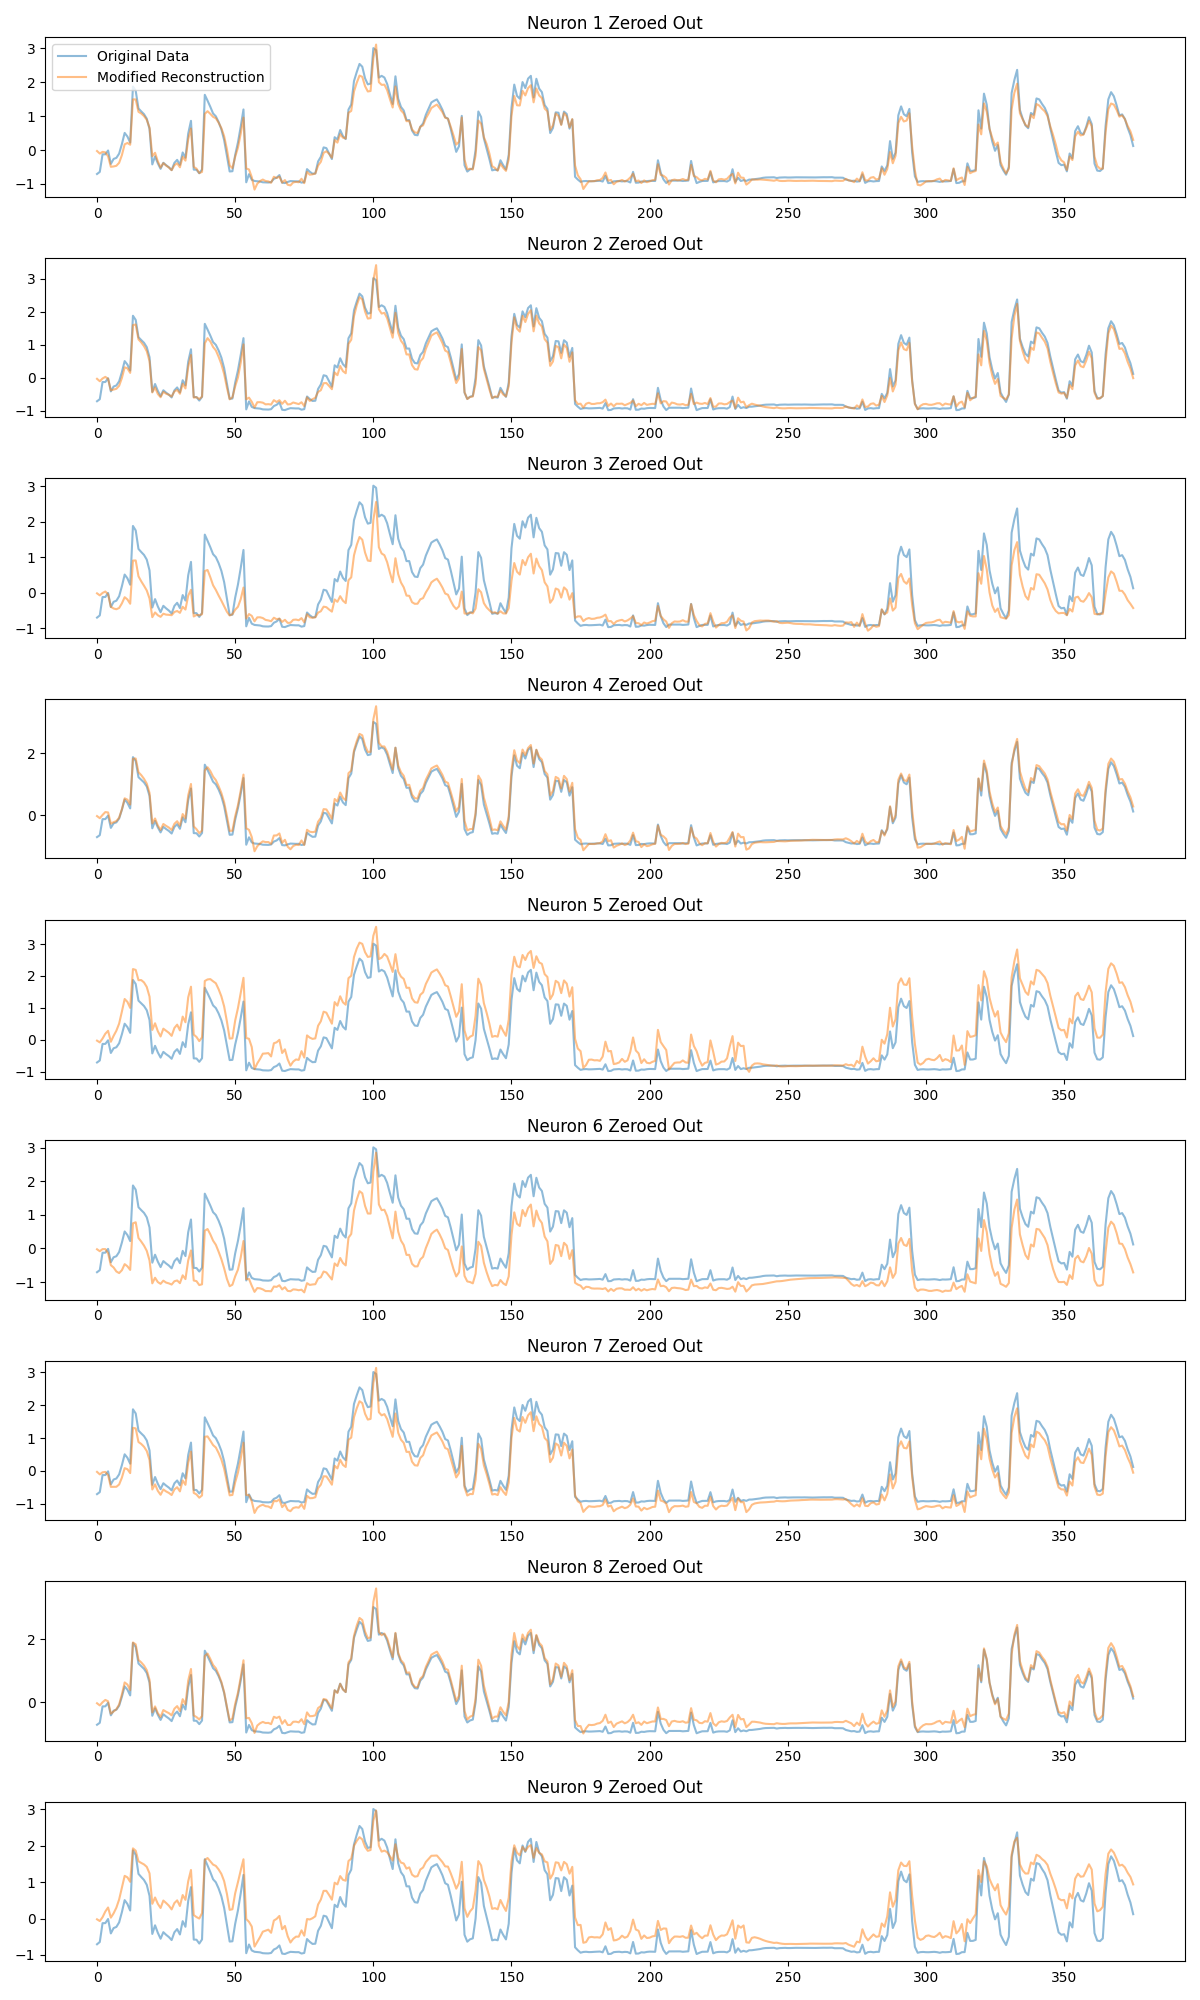 Neuron 1 Zeroed Out
Original Data
Modified Reconstruction
3
2
1
0
−1
0 50 100 150 200 250 300 350
Neuron 2 Zeroed Out
3
2
1
0
−1
0 50 100 150 200 250 300 350
Neuron 3 Zeroed Out
3
2
1
0
−1
0 50 100 150 200 250 300 350
Neuron 4 Zeroed Out
2
0
0 50 100 150 200 250 300 350
Neuron 5 Zeroed Out
3
2
1
0
−1
0 50 100 150 200 250 300 350
Neuron 6 Zeroed Out
3
2
1
0
−1
0 50 100 150 200 250 300 350
Neuron 7 Zeroed Out
3
2
1
0
−1
0 50 100 150 200 250 300 350
Neuron 8 Zeroed Out
2
0
0 50 100 150 200 250 300 350
Neuron 9 Zeroed Out
3
2
1
0
−1
0 50 100 150 200 250 300 350